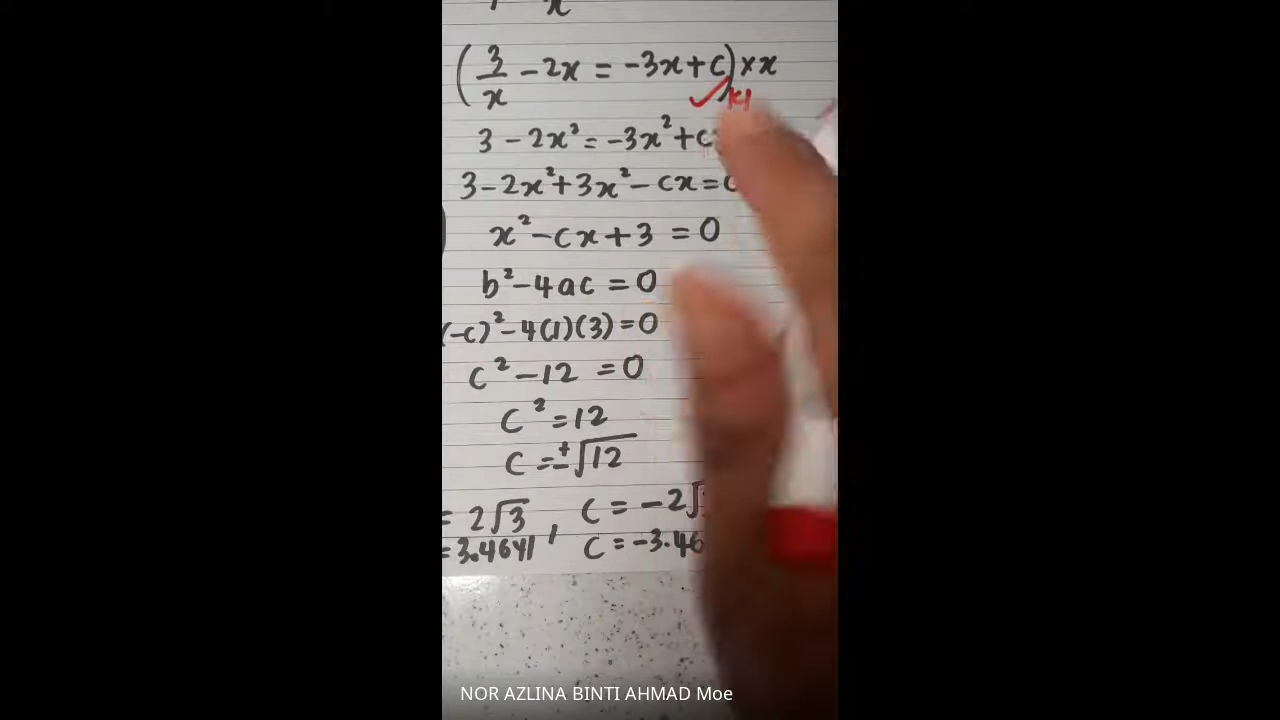 x
(3/x - 2x = -3x + c) × x
3 - 2x² = -3x² + c
3 - 2x² + 3x² - cx =
x² - cx + 3 = 0
b² - 4ac = 0
(-c)² - 4(1)(3) = 0
c² - 12 = 0
c² = 12
c = ±√12
= 2√3 , c = -2√
= 3.4641 c = -3.46
NOR AZLINA BINTI AHMAD Moe